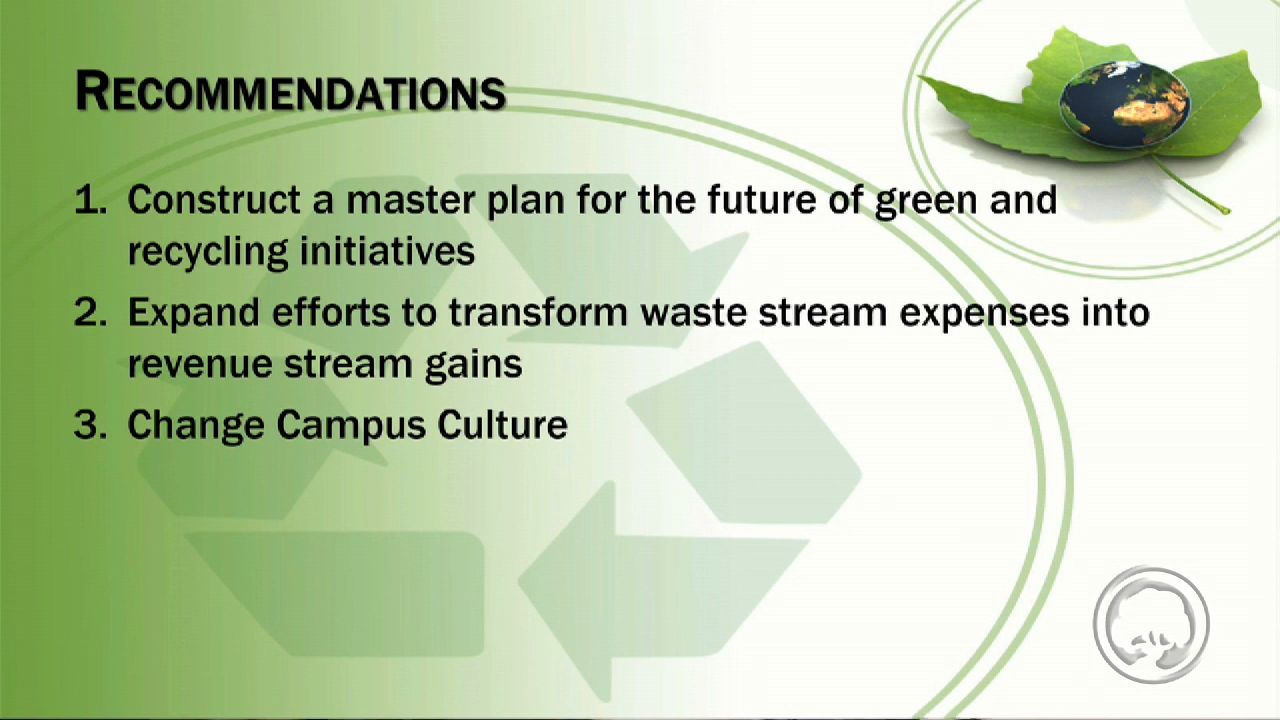 RECOMMENDATIONS
1. Construct a master plan for the future of green and
recycling initiatives
2. Expand efforts to transform waste stream expenses into
revenue stream gains
3. Change Campus Culture